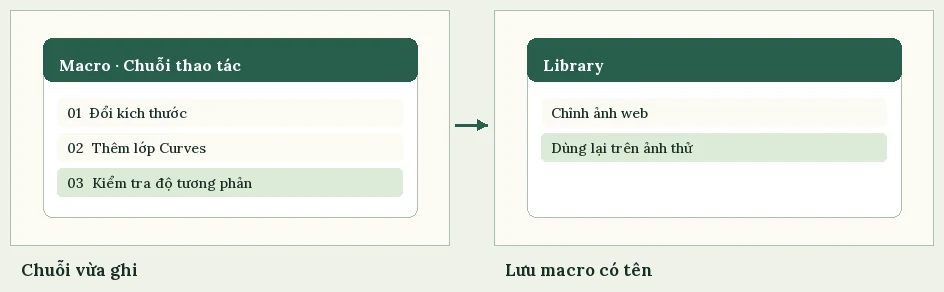 Macro · Chuỗi thao tác
01 Đổi kích thước
02 Thêm lớp Curves
03 Kiểm tra độ tương phản
Chuỗi vừa ghi
Library
Chỉnh ảnh web
Dùng lại trên ảnh thử
Lưu macro có tên